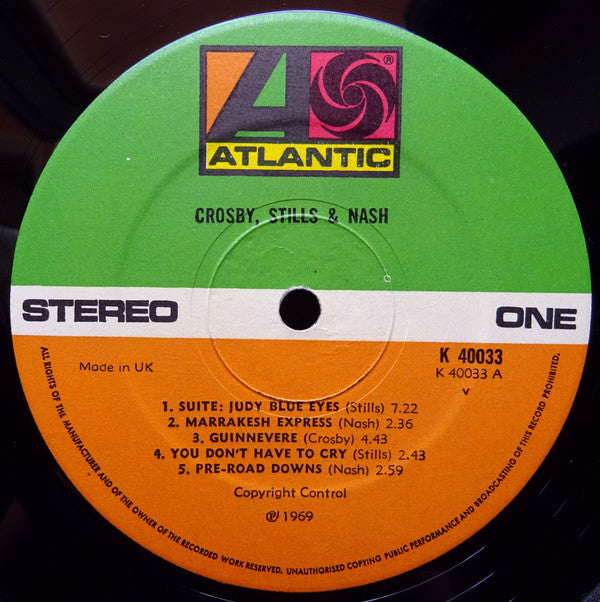 ATLANTIC
®
CROSBY, STILLS & NASH
STEREO
ONE
Made in UK
K 40033
K 40033 A
v
1. SUITE: JUDY BLUE EYES (Stills) 7.22
2. MARRAKESH EXPRESS (Nash) 2.36
3. GUINNEVERE (Crosby) 4.43
4. YOU DON'T HAVE TO CRY (Stills) 2.43
5. PRE-ROAD DOWNS (Nash) 2.59
Copyright Control
℗ 1969
ALL RIGHTS OF THE MANUFACTURER AND OF THE OWNER OF THE RECORDED WORK RESERVED. UNAUTHORISED COPYING PUBLIC PERFORMANCE AND BROADCASTING OF THIS RECORD PROHIBITED.